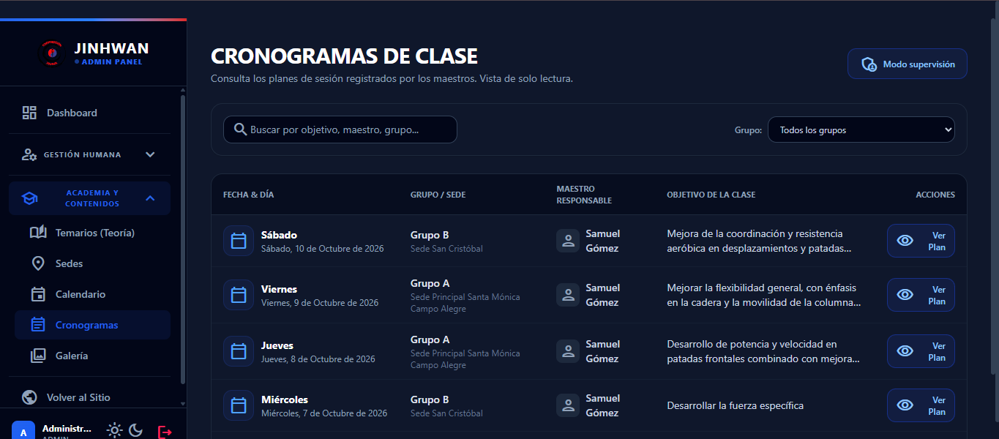 JINHWAN
ADMIN PANEL
Dashboard
GESTIÓN HUMANA
ACADEMIA Y
CONTENIDOS
Temarios (Teoría)
Sedes
Calendario
Cronogramas
Galería
Volver al Sitio
A
Administr...
ADMIN
CRONOGRAMAS DE CLASE
Consulta los planes de sesión registrados por los maestros. Vista de solo lectura.
Modo supervisión
Buscar por objetivo, maestro, grupo...
Grupo:
Todos los grupos
FECHA & DÍA
GRUPO / SEDE
MAESTRO
RESPONSABLE
OBJETIVO DE LA CLASE
ACCIONES
Sábado
Sábado, 10 de Octubre de 2026
Grupo B
Sede San Cristóbal
Samuel
Gómez
Mejora de la coordinación y resistencia
aeróbica en desplazamientos y patadas...
Ver
Plan
Viernes
Viernes, 9 de Octubre de 2026
Grupo A
Sede Principal Santa Mónica
Campo Alegre
Samuel
Gómez
Mejorar la flexibilidad general, con énfasis
en la cadera y la movilidad de la columna...
Ver
Plan
Jueves
Jueves, 8 de Octubre de 2026
Grupo A
Sede Principal Santa Mónica
Campo Alegre
Samuel
Gómez
Desarrollo de potencia y velocidad en
patadas frontales combinado con mejora...
Ver
Plan
Miércoles
Miércoles, 7 de Octubre de 2026
Grupo B
Sede San Cristóbal
Samuel
Gómez
Desarrollar la fuerza específica
Ver
Plan